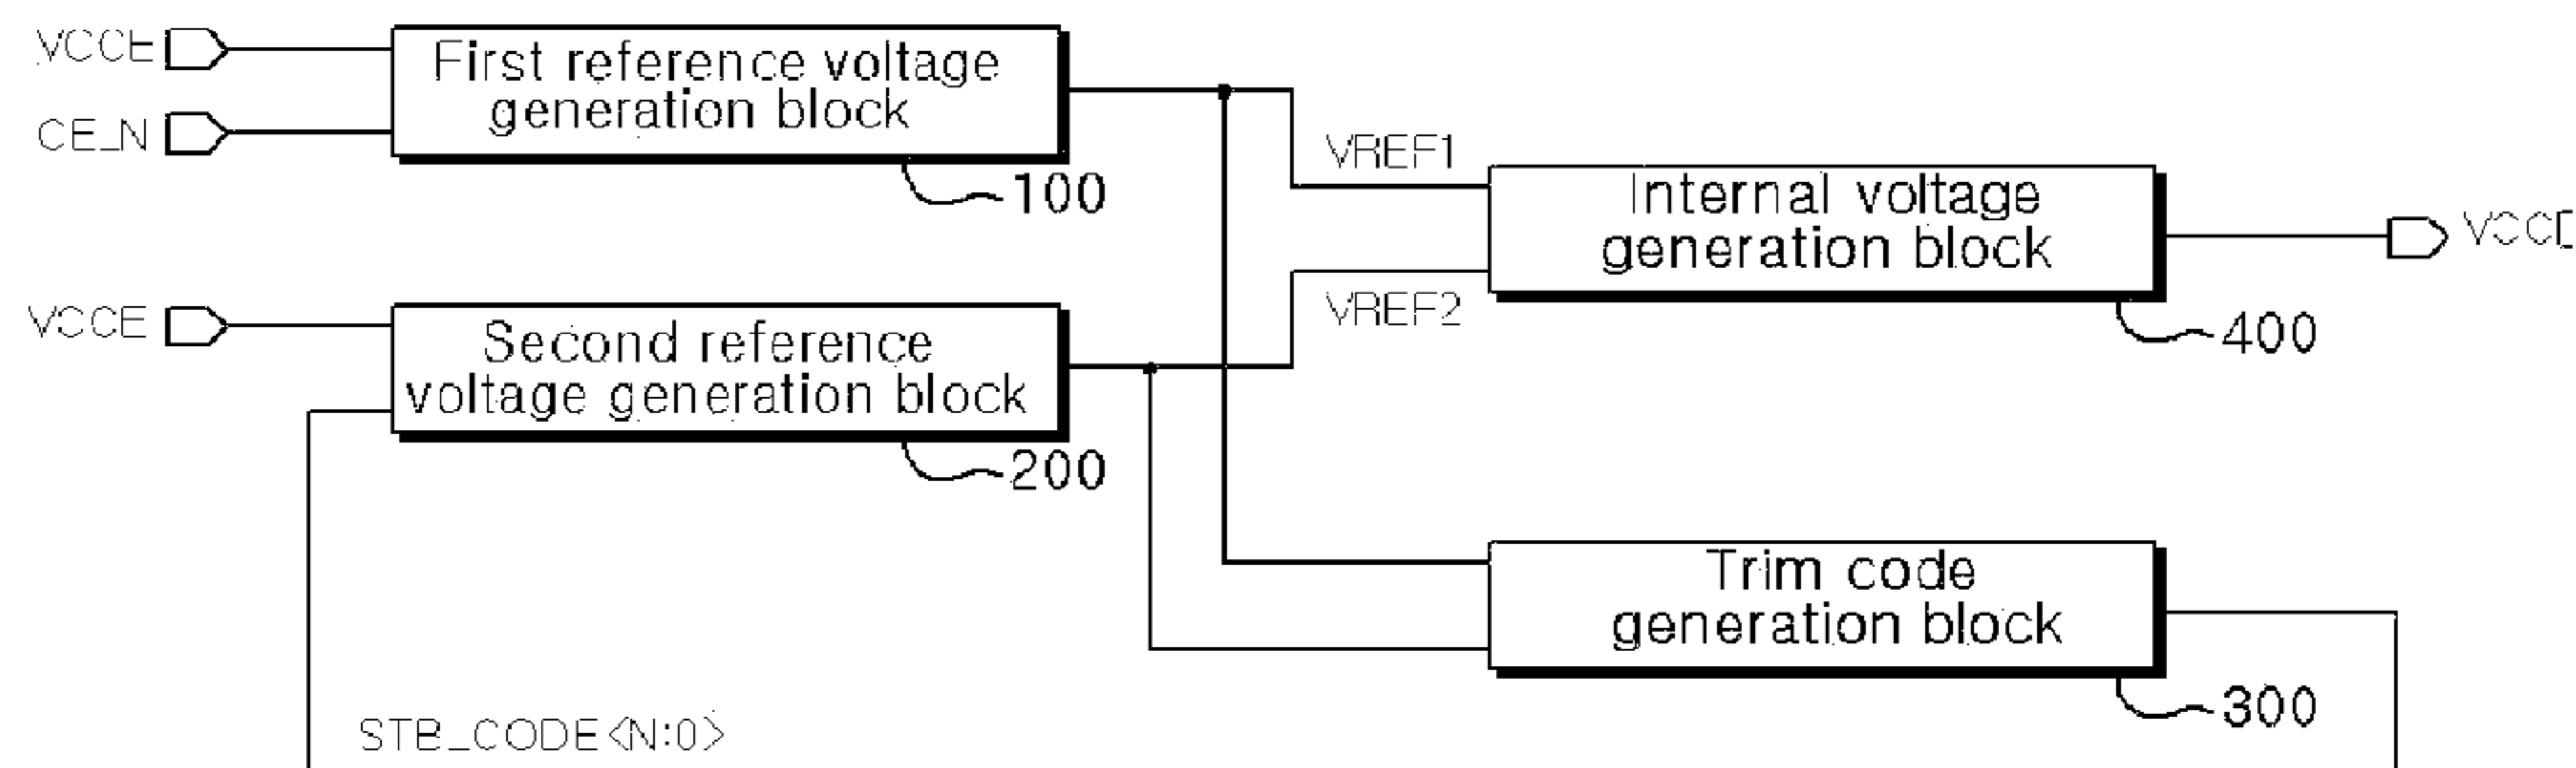 VCCE
First reference voltage
generation block
CE_N
100
VREF1
Internal voltage
generation block
400
VCCE
Second reference
voltage generation block
200
VREF2
Trim code
generation block
300
STB_CODE<N:0>